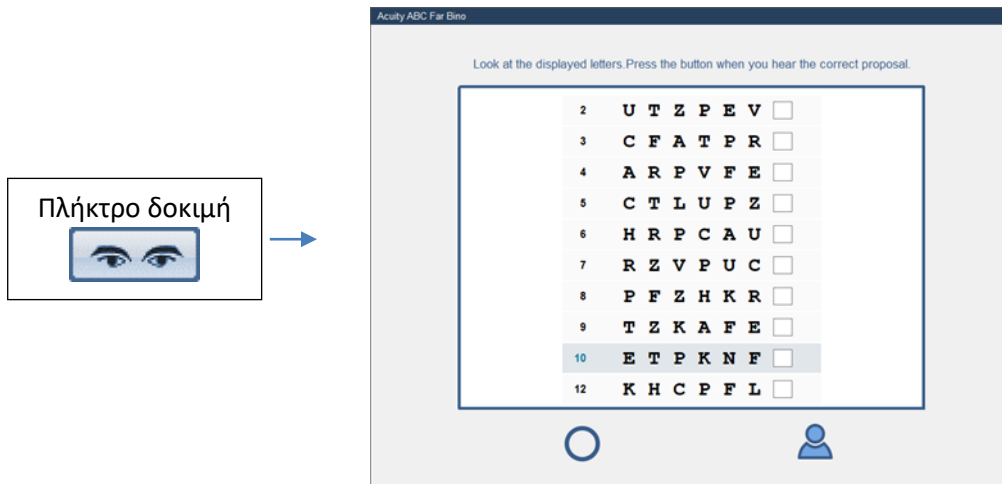 Acuity ABC Far Bino
Look at the displayed letters.Press the button when you hear the correct proposal.
2 U T Z P E V
3 C F A T P R
4 A R P V F E
5 C T L U P Z
6 H R P C A U
7 R Z V P U C
8 P F Z H K R
9 T Z K A F E
10 E T P K N F
12 K H C P F L
Πλήκτρο δοκιμή